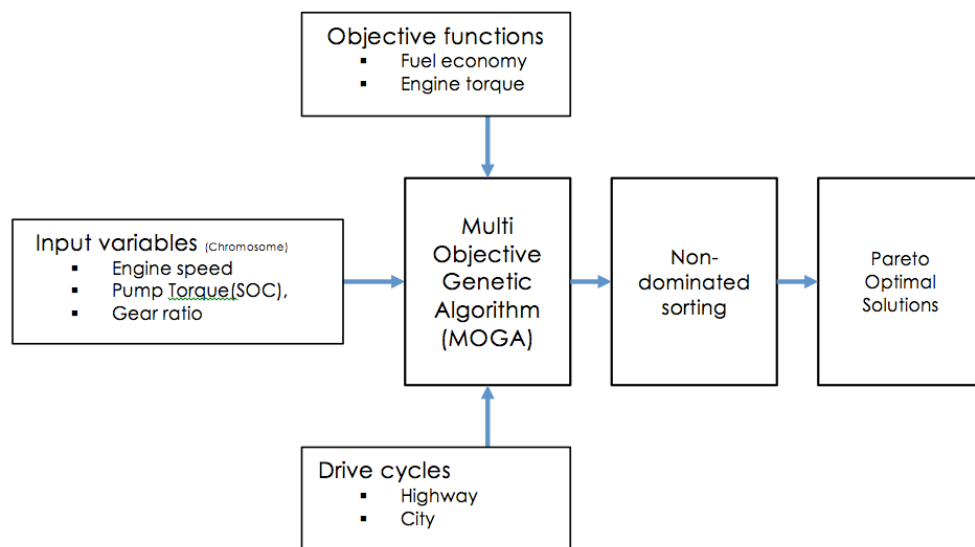 Objective functions
▪ Fuel economy
▪ Engine torque
Input variables (Chromosome)
▪ Engine speed
▪ Pump Torque(SOC),
▪ Gear ratio
Multi
Objective
Genetic
Algorithm
(MOGA)
Non-
dominated
sorting
Pareto
Optimal
Solutions
Drive cycles
▪ Highway
▪ City